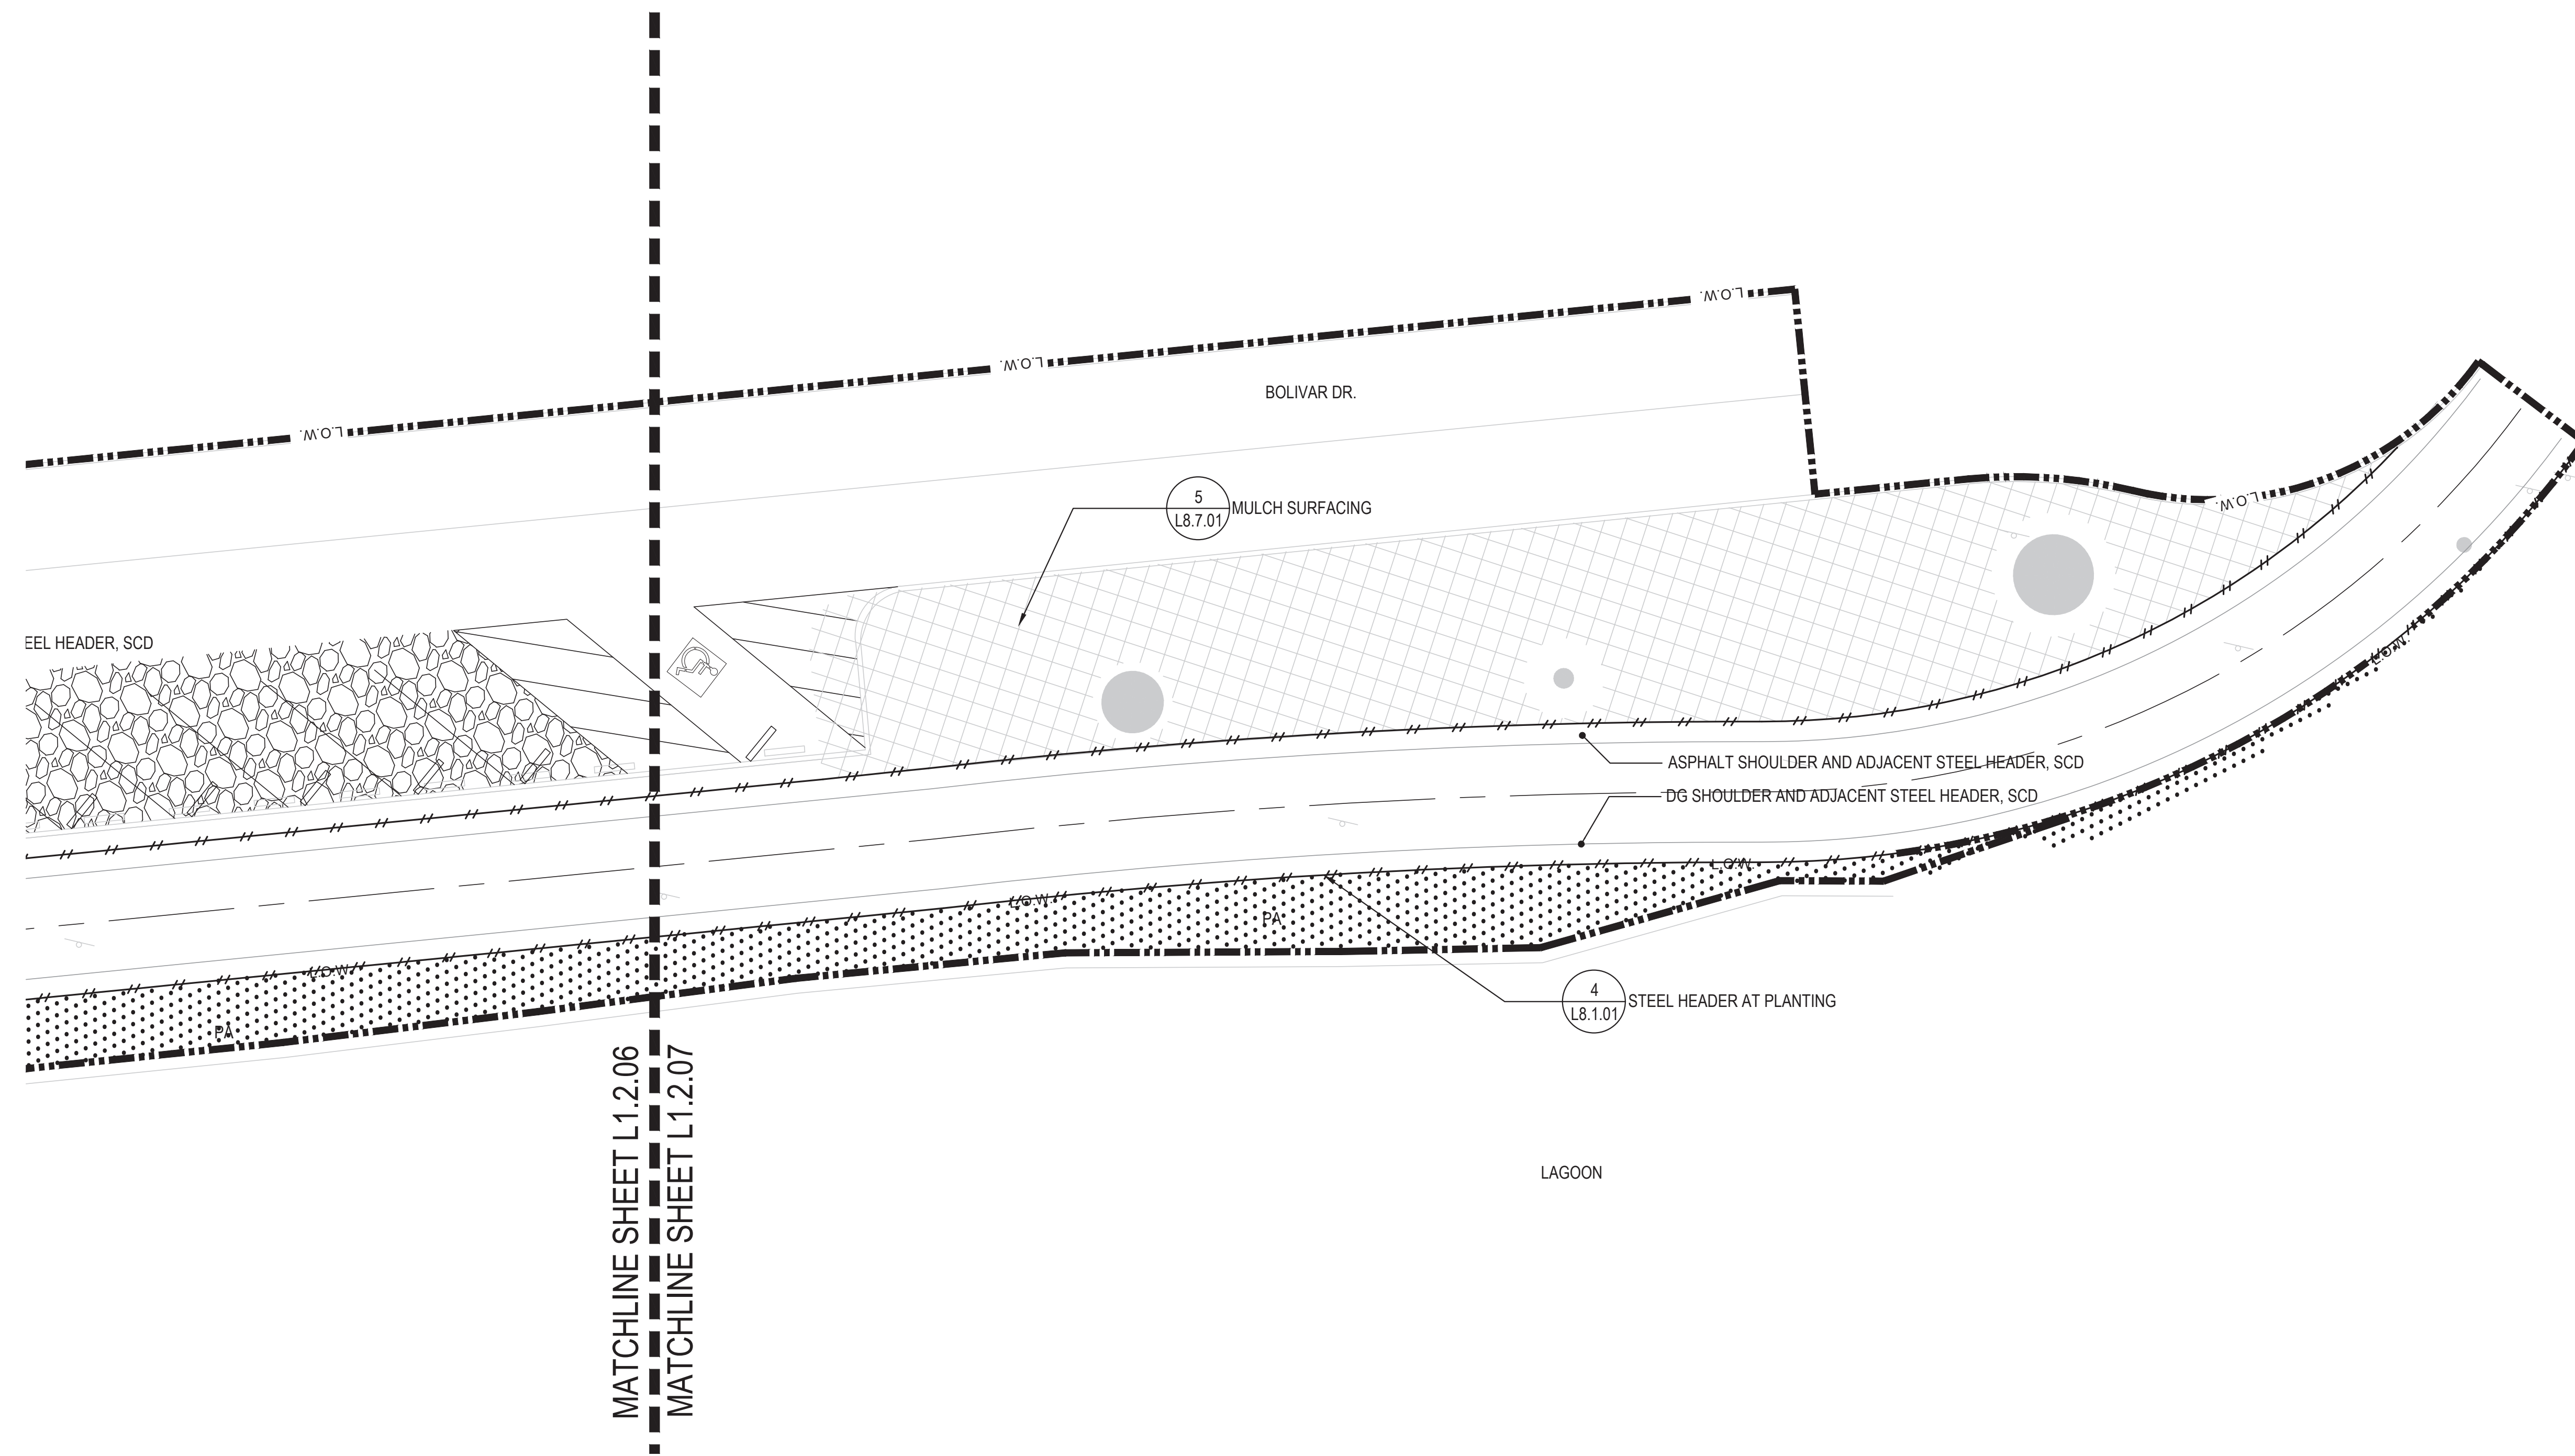 L.O.W.
L.O.W.
L.O.W.
BOLIVAR DR.
5
L8.7.01
MULCH SURFACING
L.O.W.
EEL HEADER, SCD
L.O.W.
ASPHALT SHOULDER AND ADJACENT STEEL HEADER, SCD
DG SHOULDER AND ADJACENT STEEL HEADER, SCD
L.O.W.
L.O.W.
PA
L.O.W.
PA
4
L8.1.01
STEEL HEADER AT PLANTING
MATCHLINE SHEET L1.2.06
MATCHLINE SHEET L1.2.07
LAGOON